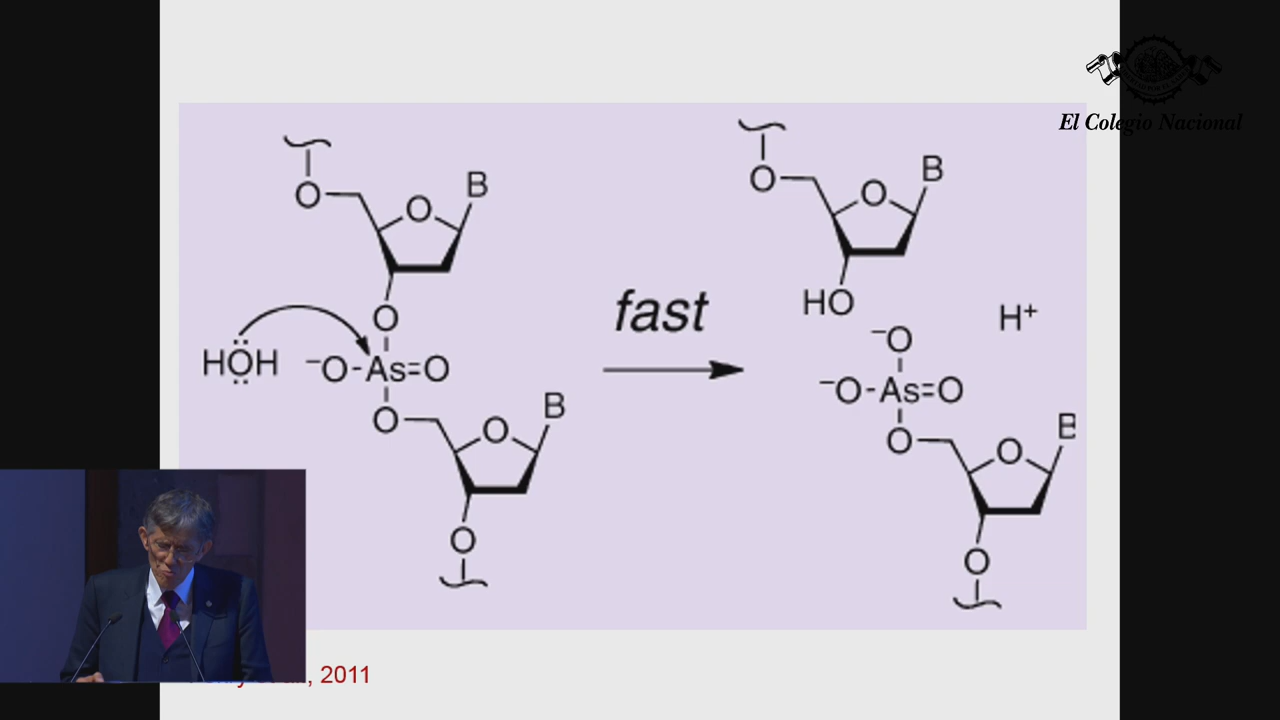 El Colegio Nacional
O
O
B
O
HÖH
⁻O-As=O
O
O
B
O
fast
O
O
B
HO
H⁺
⁻O
⁻O-As=O
O
O
B
O
, 2011